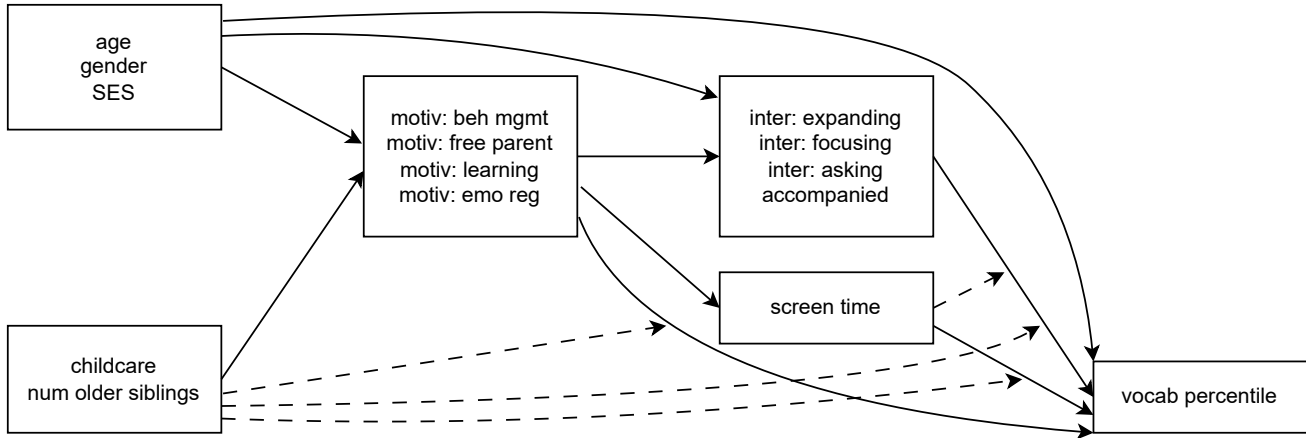 age
gender
SES
motiv: beh mgmt
motiv: free parent
motiv: learning
motiv: emo reg
inter: expanding
inter: focusing
inter: asking
accompanied
screen time
childcare
num older siblings
vocab percentile